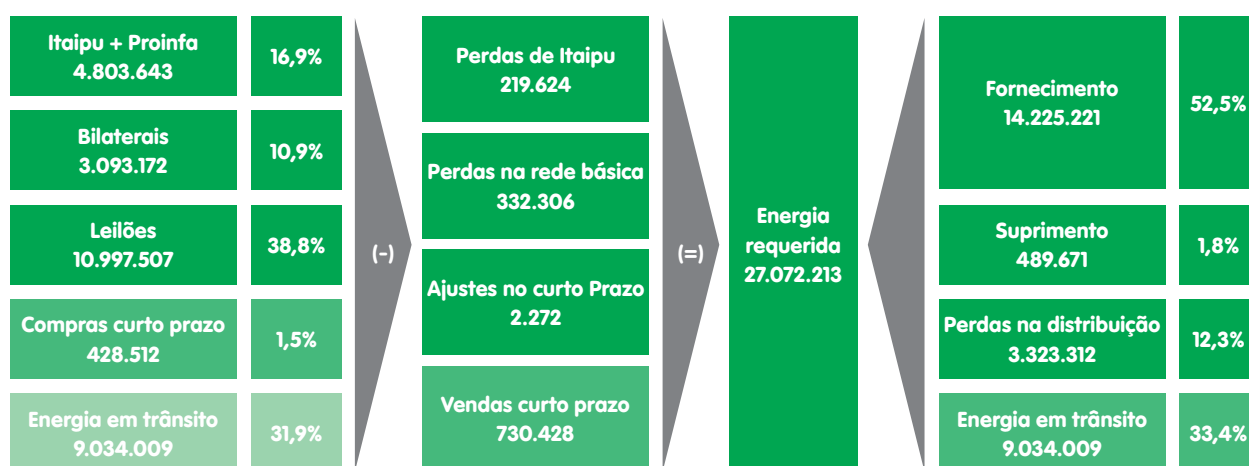 Itaipu + Proinfa
4.803.643
16,9%
Bilaterais
3.093.172
10,9%
Leilões
10.997.507
38,8%
Compras curto prazo
428.512
1,5%
Energia em trânsito
9.034.009
31,9%
(-)
Perdas de Itaipu
219.624
Perdas na rede básica
332.306
Ajustes no curto Prazo
2.272
Vendas curto prazo
730.428
(=)
Energia
requerida
27.072.213
Fornecimento
14.225.221
52,5%
Suprimento
489.671
1,8%
Perdas na distribuição
3.323.312
12,3%
Energia em trânsito
9.034.009
33,4%